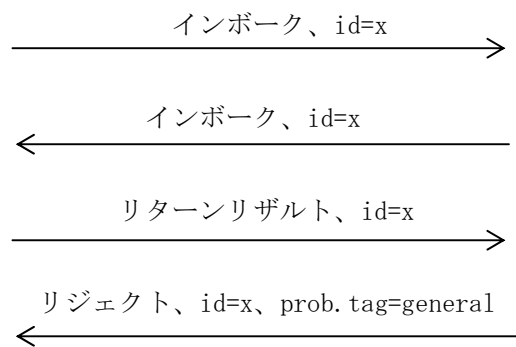 インボーク、id=x
インボーク、id=x
リターンリザルト、id=x
リジェクト、id=x、prob.tag=general